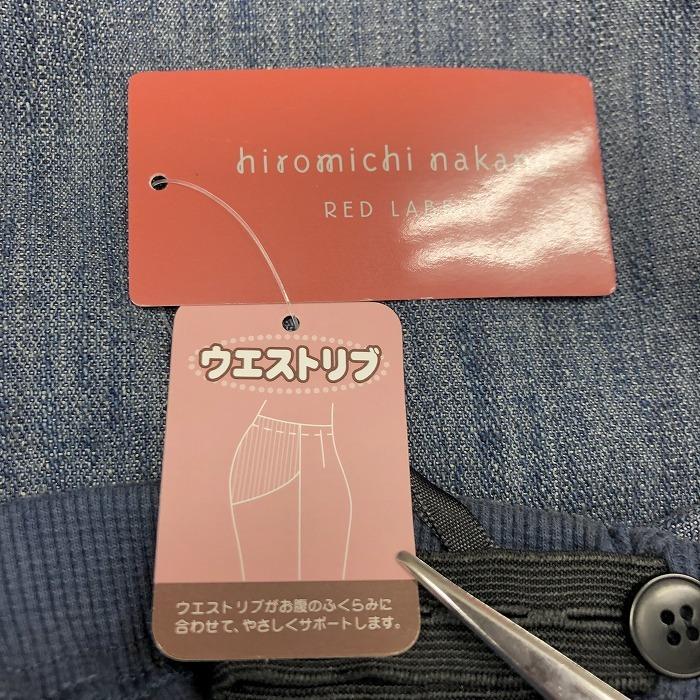 hiromichi nakano
RED LABEL
ウエストリブ
ウエストリブがお腹のふくらみに
合わせて、やさしくサポートします。